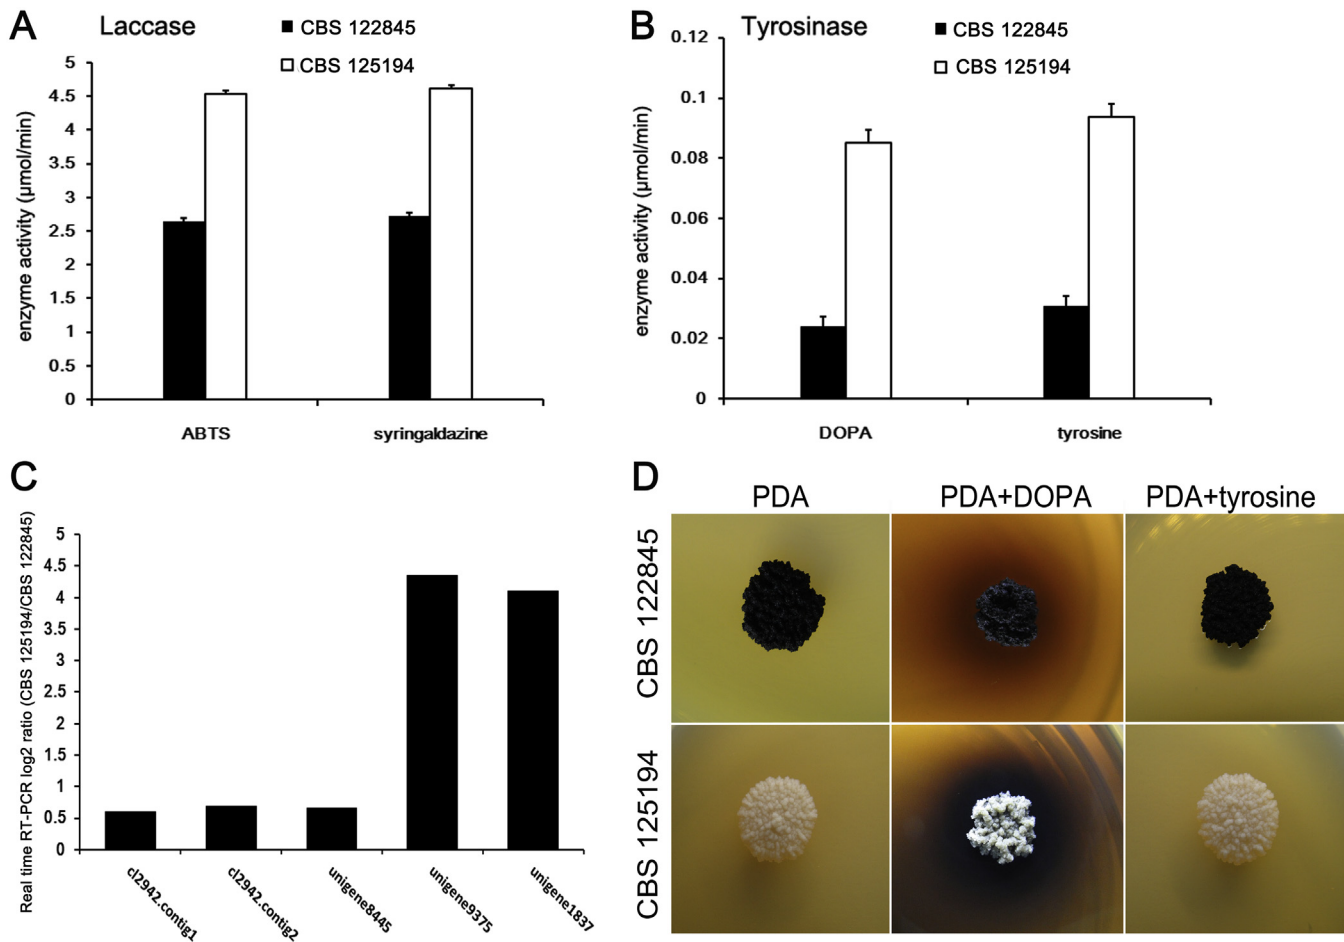 A Laccase
■ CBS 122845
□ CBS 125194
enzyme activity (µmol/min)
5
4.5
4
3.5
3
2.5
2
1.5
1
0.5
0
ABTS syringaldazine
B Tyrosinase
■ CBS 122845
□ CBS 125194
enzyme activity (µmol/min)
0.12
0.1
0.08
0.06
0.04
0.02
0
DOPA tyrosine
C
Real time RT-PCR log2 ratio (CBS 125194/CBS 122845)
5
4.5
4
3.5
3
2.5
2
1.5
1
0.5
0
cl2942.contig1
cl2942.contig2
unigene8445
unigene9375
unigene1837
D
PDA PDA+DOPA PDA+tyrosine
CBS 122845
CBS 125194